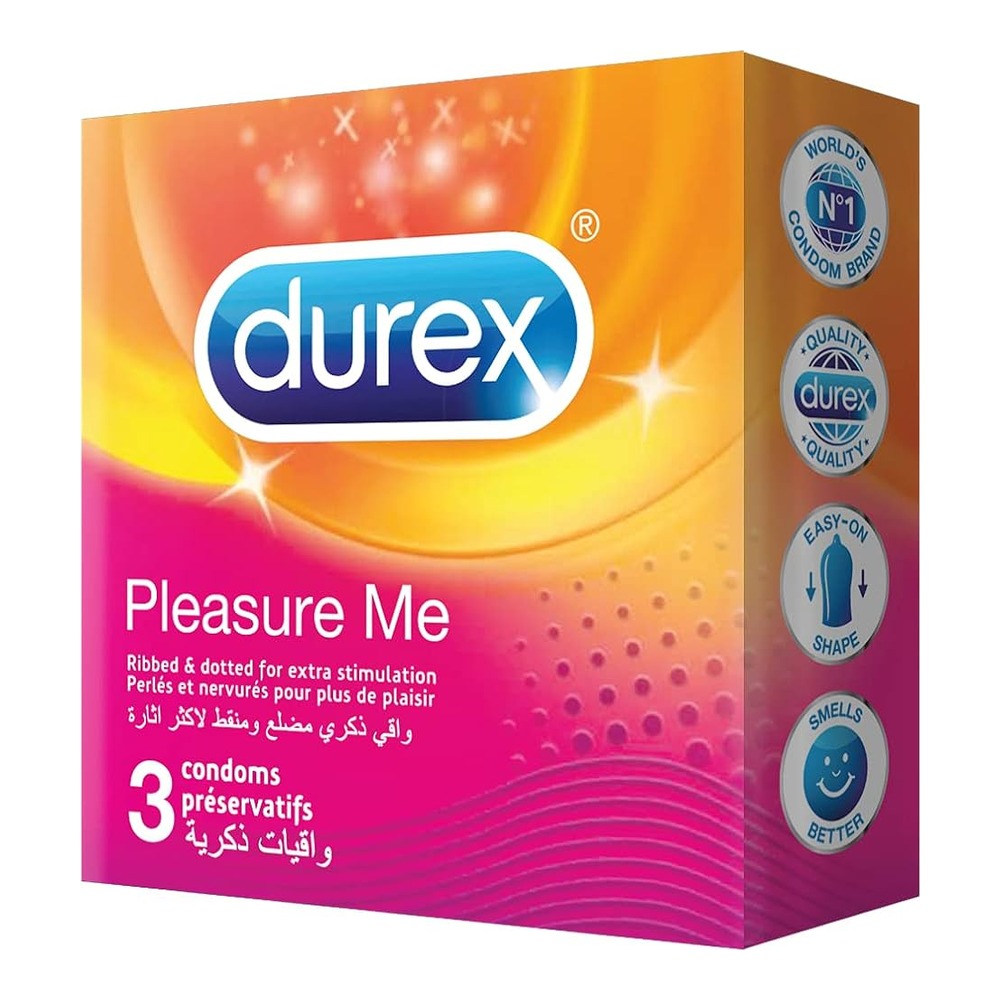 durex®
Pleasure Me
Ribbed & dotted for extra stimulation
Perlés et nervurés pour plus de plaisir
واقي ذكري مضلع ومنقط لاكثر اثارة
3
condoms
préservatifs
واقيات ذكرية
WORLD'S
N°1
CONDOM BRAND
QUALITY
durex
QUALITY
EASY-ON
SHAPE
SMELLS
BETTER